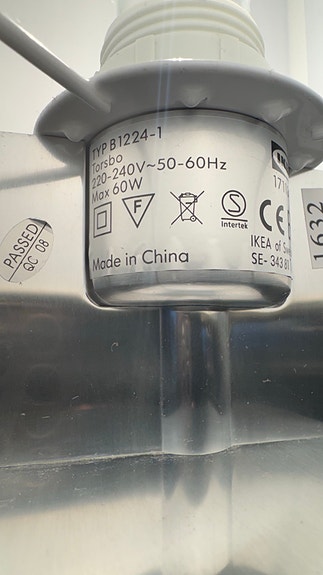 TYP B1224-1
Torsbo
220-240V~50-60Hz
Max 60W
F
S
Intertek
CE
IKEA of
SE- 343 81
Made in China
PASSED
QC 08
1632